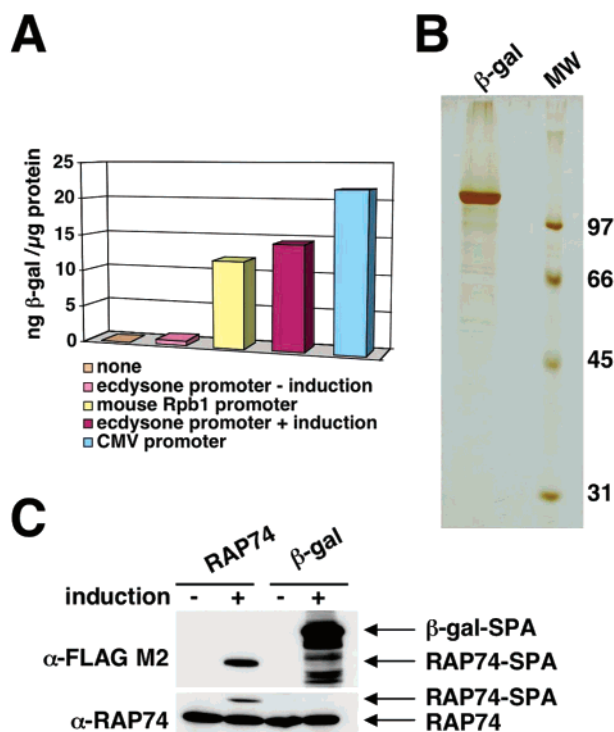 A
ng β-gal /µg protein
25
20
15
10
5
0
none
ecdysone promoter - induction
mouse Rpb1 promoter
ecdysone promoter + induction
CMV promoter
B
β-gal MW
97
66
45
31
C
RAP74 β-gal
induction - + - +
α-FLAG M2
β-gal-SPA
RAP74-SPA
RAP74-SPA
α-RAP74
RAP74